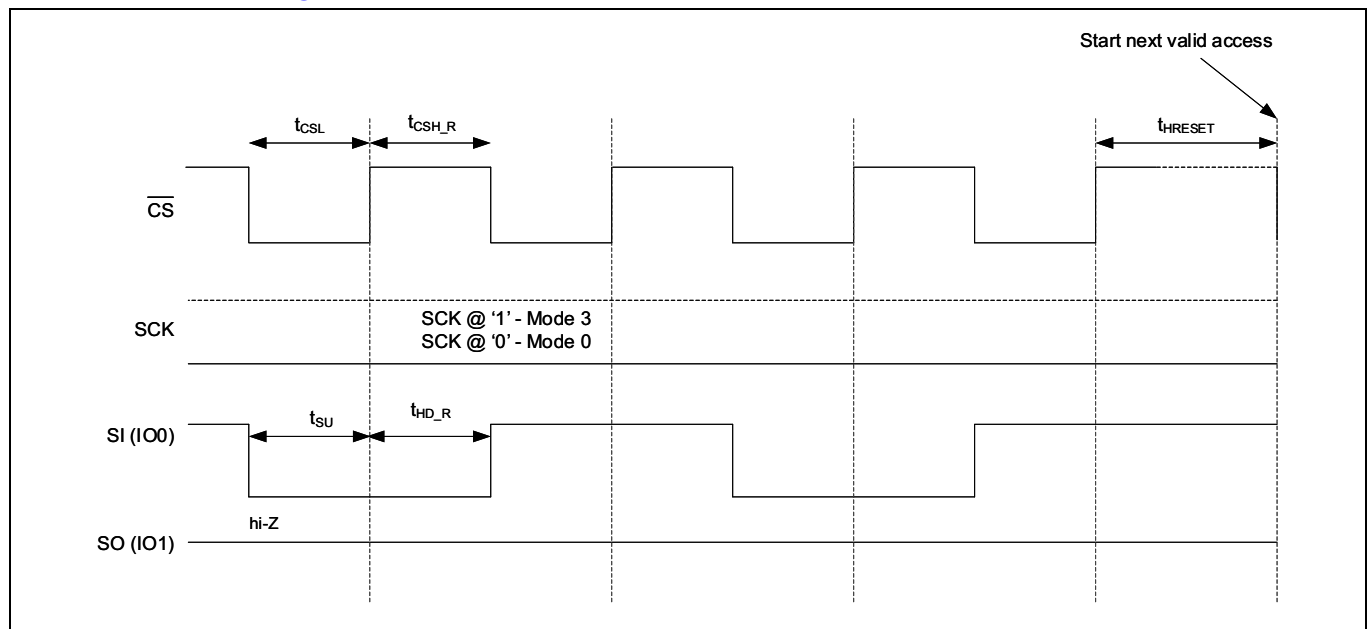 Start next valid access
tCSL
tCSH_R
tHRESET
CS
SCK @ ‘1’ - Mode 3
SCK
SCK @ ‘0’ - Mode 0
tSU
tHD_R
SI (IO0)
hi-Z
SO (IO1)